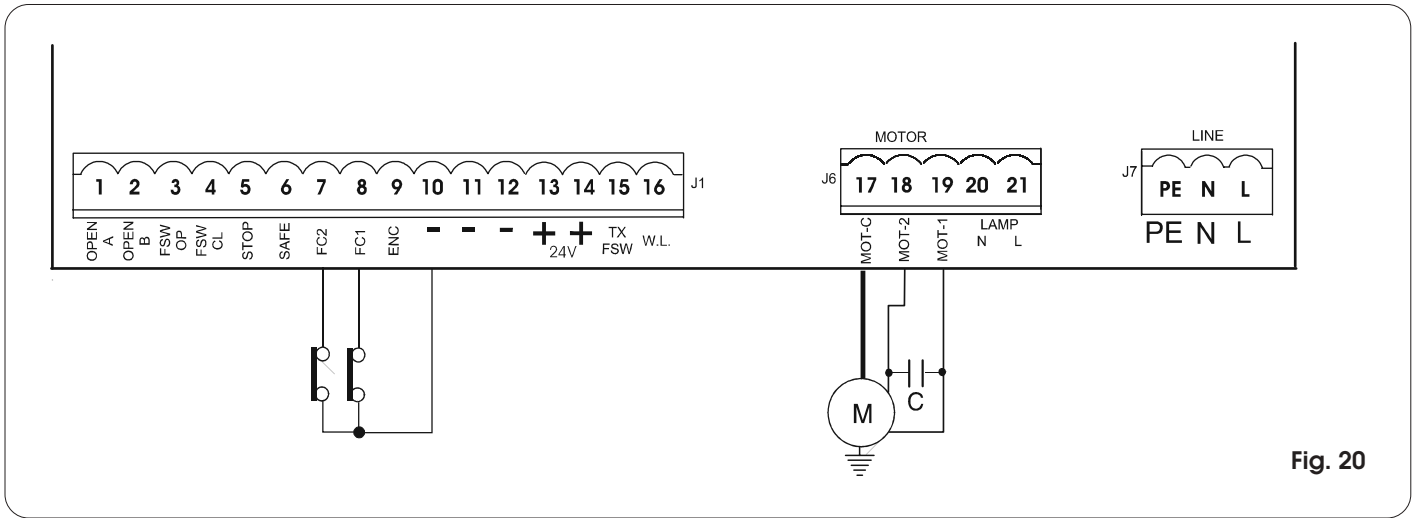 MOTOR
LINE
J1
J6
J7
1 2 3 4 5 6 7 8 9 10 11 12 13 14 15 16
17 18 19 20 21
PE N L
OPEN A
OPEN B
FSW OP
FSW CL
STOP
SAFE
FC2
FC1
ENC
- - - + +
24V
TX FSW
W.L.
MOT-C
MOT-2
MOT-1
LAMP
N L
PE N L
C
M
Fig. 20